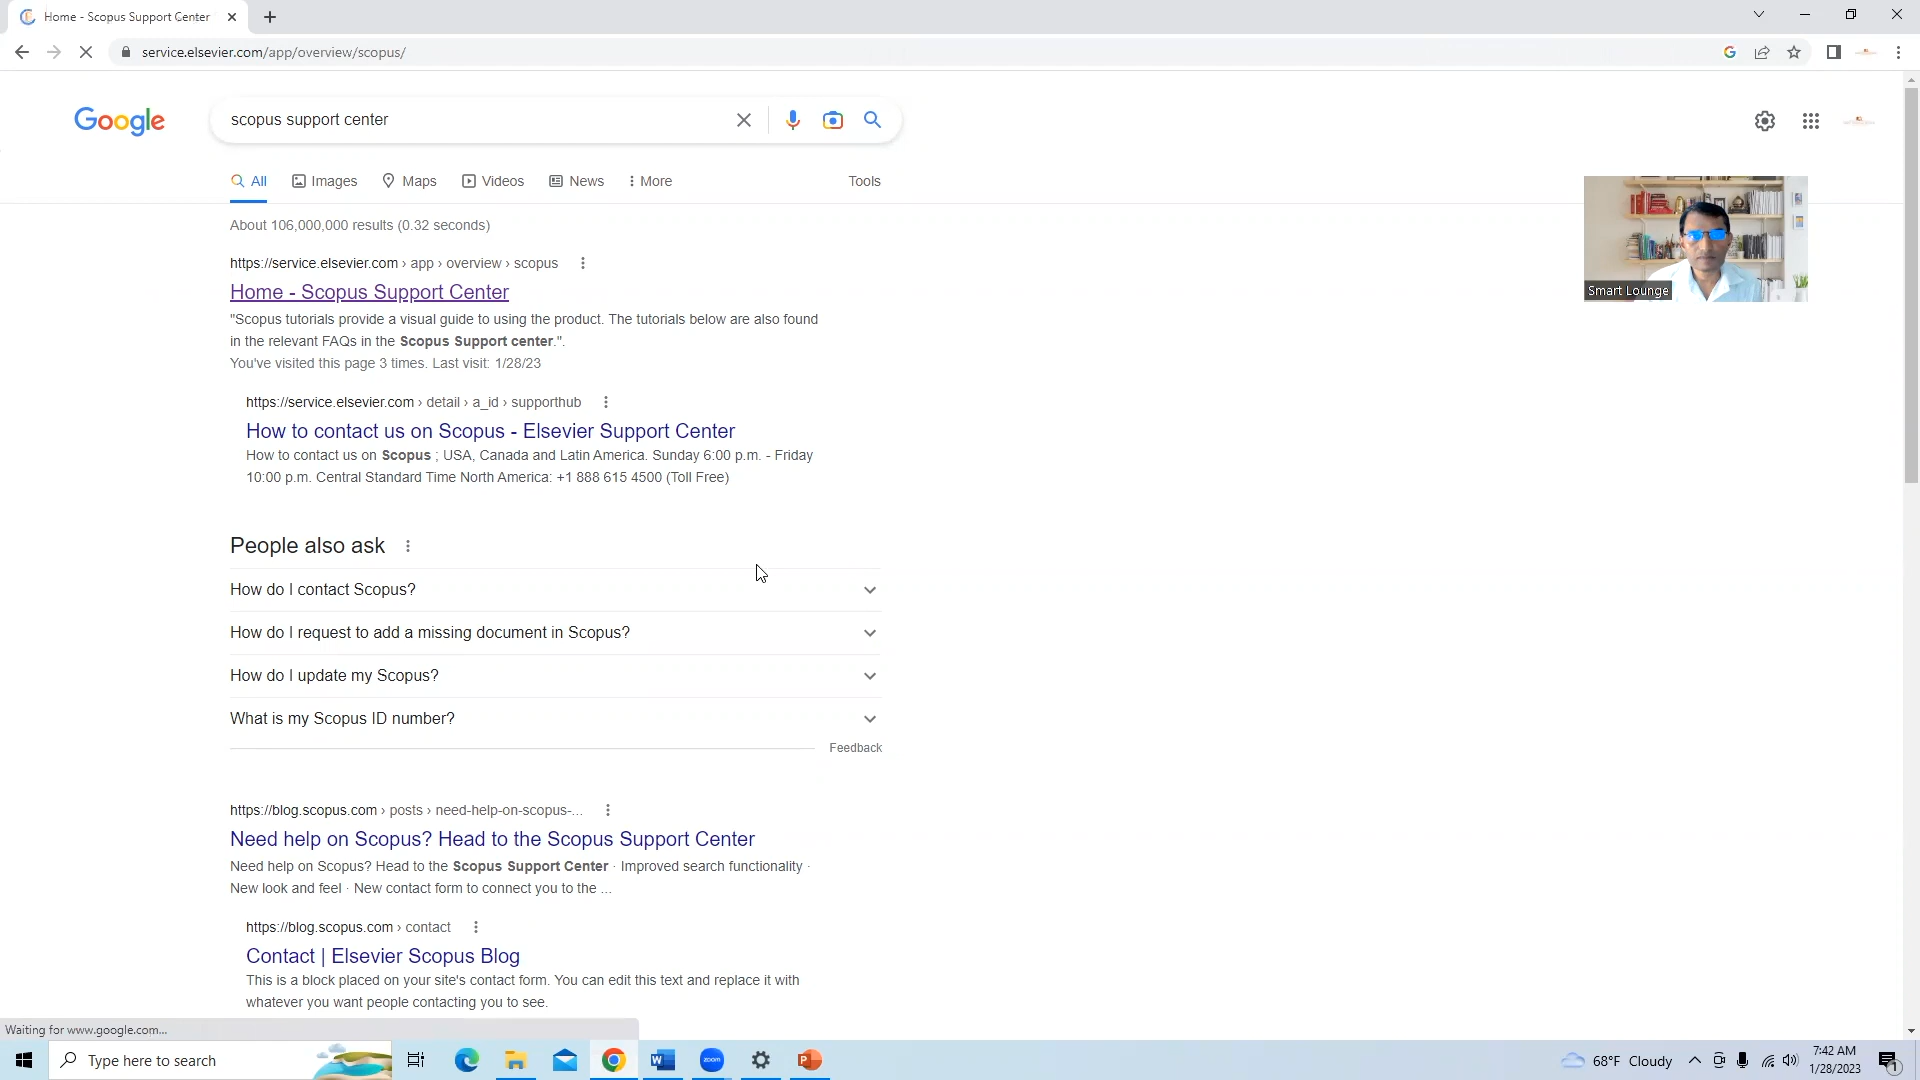 Home - Scopus Support Center
service.elsevier.com/app/overview/scopus/
Google
scopus support center
All
Images
Maps
Videos
News
More
Tools
About 106,000,000 results (0.32 seconds)
https://service.elsevier.com › app › overview › scopus
Home - Scopus Support Center
"Scopus tutorials provide a visual guide to using the product. The tutorials below are also found
in the relevant FAQs in the Scopus Support center.".
You've visited this page 3 times. Last visit: 1/28/23
https://service.elsevier.com › detail › a_id › supporthub
How to contact us on Scopus - Elsevier Support Center
How to contact us on Scopus ; USA, Canada and Latin America. Sunday 6:00 p.m. - Friday
10:00 p.m. Central Standard Time North America: +1 888 615 4500 (Toll Free)
Smart Lounge
People also ask
How do I contact Scopus?
How do I request to add a missing document in Scopus?
How do I update my Scopus?
What is my Scopus ID number?
Feedback
https://blog.scopus.com › posts › need-help-on-scopus-...
Need help on Scopus? Head to the Scopus Support Center
Need help on Scopus? Head to the Scopus Support Center · Improved search functionality ·
New look and feel · New contact form to connect you to the ...
https://blog.scopus.com › contact
Contact | Elsevier Scopus Blog
This is a block placed on your site's contact form. You can edit this text and replace it with
whatever you want people contacting you to see.
Waiting for www.google.com...
Type here to search
zoom
68°F Cloudy
7:42 AM
1/28/2023
1